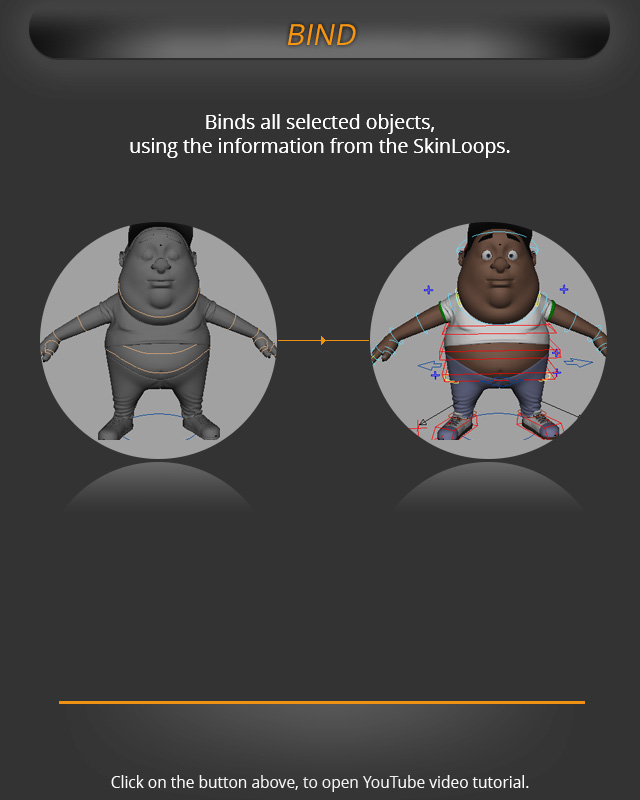 BIND
Binds all selected objects,
using the information from the SkinLoops.
Click on the button above, to open YouTube video tutorial.